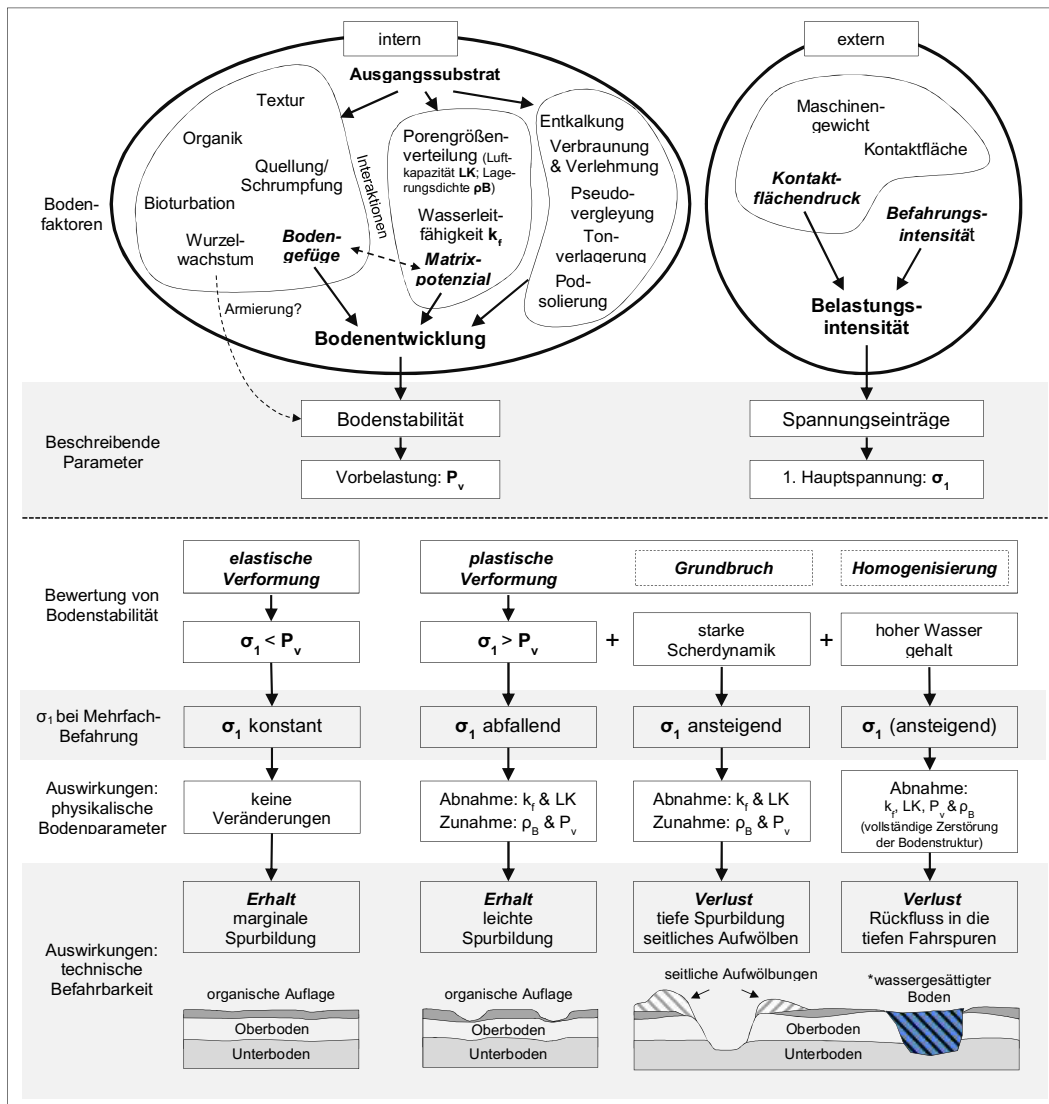 intern
extern
Ausgangssubstrat
Textur
Organik
Quellung/
Schrumpfung
Bioturbation
Wurzel-
wachstum
Boden-
gefüge
Armierung?
Interaktionen
Porengrößen-
verteilung (Luft-
kapazität LK; Lage-
rungsdichte ρB)
Wasserleit-
fähigkeit kf
Matrix-
potenzial
Entkalkung
Verbraunung
& Verlehmung
Pseudo-
vergleyung
Ton-
verlagerung
Pod-
solierung
Bodenentwicklung
Boden-
faktoren
Maschinen-
gewicht
Kontaktfläche
Kontakt-
flächendruck
Befahrungs-
intensität
Belastungs-
intensität
Beschreibende
Parameter
Bodenstabilität
Spannungseinträge
Vorbelastung: Pv
1. Hauptspannung: σ1
Bewertung von
Bodenstabilität
elastische
Verformung
plastische
Verformung
Grundbruch
Homogenisierung
σ1 < Pv
σ1 > Pv
+
starke
Scherdynamik
+
hoher Wasser
gehalt
σ1 bei Mehrfach-
Befahrung
σ1 konstant
σ1 abfallend
σ1 ansteigend
σ1 (ansteigend)
Auswirkungen:
physikalische
Bodenparameter
keine
Veränderungen
Abnahme: kf & LK
Zunahme: ρB & Pv
Abnahme: kf & LK
Zunahme: ρB & Pv
Abnahme:
kf, LK, Pv & ρB
(vollständige Zerstörung
der Bodenstruktur)
Auswirkungen:
technische
Befahrbarkeit
Erhalt
marginale
Spurbildung
Erhalt
leichte
Spurbildung
Verlust
tiefe Spurbildung
seitliches Aufwölben
Verlust
Rückfluss in die
tiefen Fahrspuren
organische Auflage
Oberboden
Unterboden
organische Auflage
Oberboden
Unterboden
seitliche Aufwölbungen
*wassergesättigter
Boden
Oberboden
Unterboden